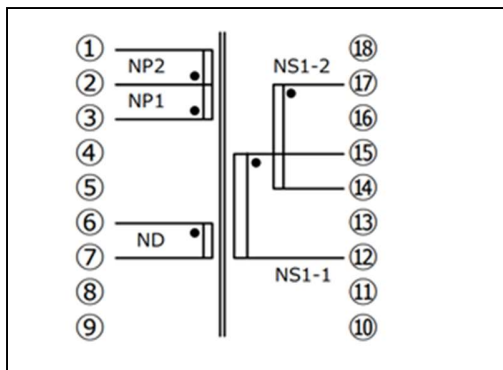 ① ⑱
NP2 NS1-2
② ⑰
NP1
③ ⑯
④ ⑮
⑤ ⑭
⑥ ⑬
ND
⑦ ⑫
NS1-1
⑧ ⑪
⑨ ⑩